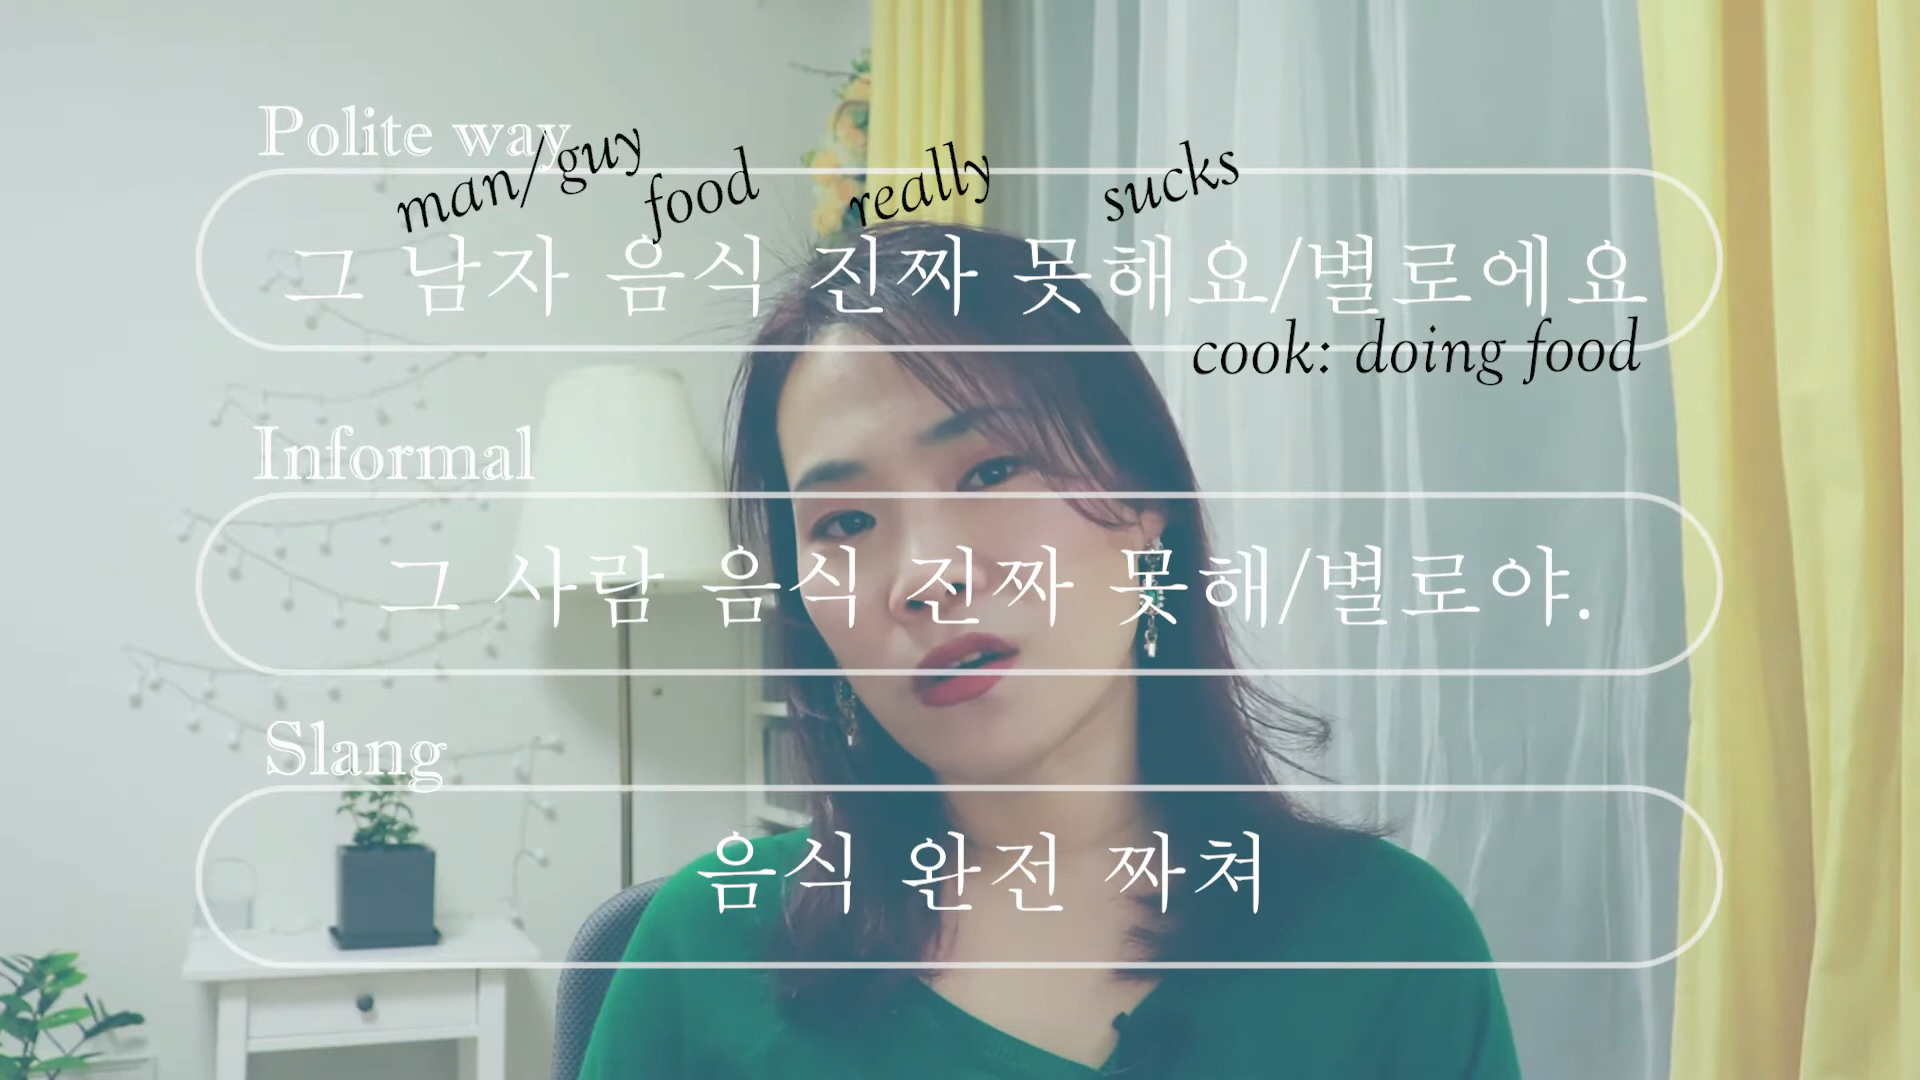 Polite way
man/guy food really sucks
그 남자 음식 진짜 못해요/별로에요
cook: doing food
Informal
그 사람 음식 진짜 못해/별로야.
Slang
음식 완전 짜쳐